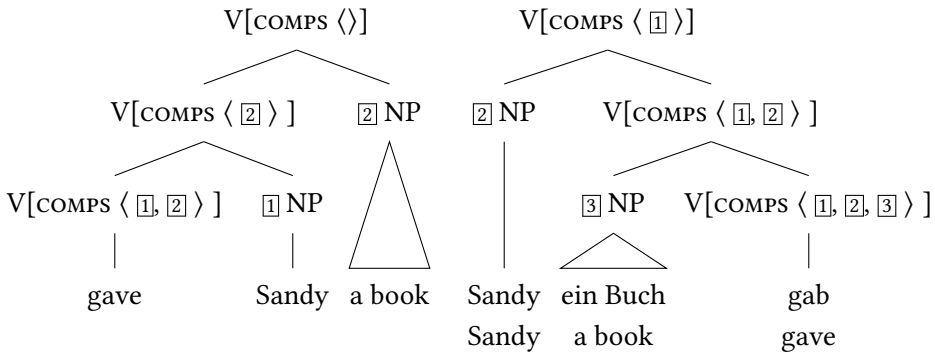 V[COMPS ⟨⟩] V[COMPS ⟨ 1 ⟩]
V[COMPS ⟨ 2 ⟩ ] 2 NP 2 NP V[COMPS ⟨ 1, 2 ⟩ ]
V[COMPS ⟨ 1, 2 ⟩ ] 1 NP 3 NP V[COMPS ⟨ 1, 2, 3 ⟩ ]
gave Sandy a book Sandy ein Buch gab
Sandy a book gave